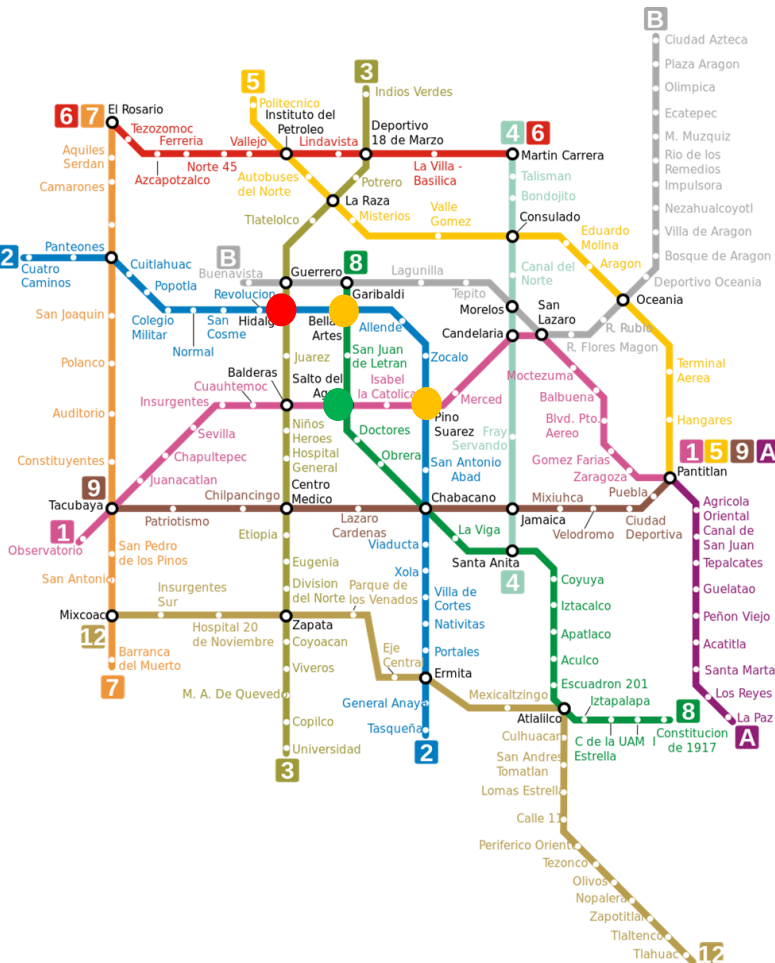 B
Ciudad Azteca
Plaza Aragon
Olimpica
Ecatepec
M. Muzquiz
Rio de los
Remedios
Impulsora
Nezahualcoyotl
Villa de Aragon
Bosque de Aragon
Deportivo Oceania
Oceania
R. Rubio
R. Flores Magon
3
Indios Verdes
5
Politecnico
Instituto del
Petroleo
Deportivo
18 de Marzo
6 7
El Rosario
Tezozomoc
Ferreria
Vallejo
Lindavista
Azcapotzalco
Norte 45
La Villa -
Basilica
4 6
Martin Carrera
Talisman
Bondojito
Consulado
Canal del
Norte
Aquiles
Serdan
Camarones
Autobuses
del Norte
Potrero
La Raza
Misterios
Tlatelolco
Valle
Gomez
Eduardo
Molina
Aragon
2
Panteones
Cuatro
Caminos
Cuitlahuac
Popotla
Colegio
Militar
Normal
San
Cosme
Revolucion
Hidalg
B
Buenavista
Guerrero
8
Garibaldi
Lagunilla
Tepito
Morelos
San
Lazaro
Candelaria
Bella
Artes
Allende
Zocalo
San Joaquin
Polanco
Auditorio
Constituyentes
Juarez
San Juan
de Letran
Balderas
Cuauhtemoc
Insurgentes
Salto del
Ag
Isabel
la Catolica
Merced
Pino
Suarez
Moctezuma
Balbuena
Blvd. Pto.
Aereo
Gomez Farias
Zaragoza
Terminal
Aerea
Hangares
1 5 9 A
Pantitlan
Sevilla
Chapultepec
Juanacatlan
Niños
Heroes
Hospital
General
Doctores
Obrera
San Antonio
Abad
Fray
Servando
9
Tacubaya
1
Observatorio
Patriotismo
Chilpancingo
Centro
Medico
Lazaro
Cardenas
Chabacano
Jamaica
Mixiuhca
Velodromo
Ciudad
Deportiva
Puebla
Agricola
Oriental
Canal de
San Juan
Tepalcates
Guelatao
Peñon Viejo
Acatitla
Santa Marta
Los Reyes
La Paz
A
San Pedro
de los Pinos
San Antonio
Mixcoac
12
Barranca
del Muerto
7
Insurgentes
Sur
Hospital 20
de Noviembre
Etiopia
Eugenia
Division
del Norte
Parque de
los Venados
Zapata
Coyoacan
Viveros
M. A. De Quevedo
Copilco
Universidad
3
Viaducta
Xola
Villa de
Cortes
Nativitas
Portales
Eje
Centra
Ermita
General Anay
Tasqueña
2
La Viga
Santa Anita
4
Coyuya
Iztacalco
Apatlaco
Aculco
Escuadron 201
Mexicaltzingo
Atlalilco
Iztapalapa
8
C de la
Estrella
UAM I
Constitucion
de 1917
Culhuacan
San Andres
Tomatlan
Lomas Estrella
Calle 11
Periferico Oriente
Tezonco
Olivos
Nopalera
Zapotitlan
Tlaltenco
Tlahuac
12